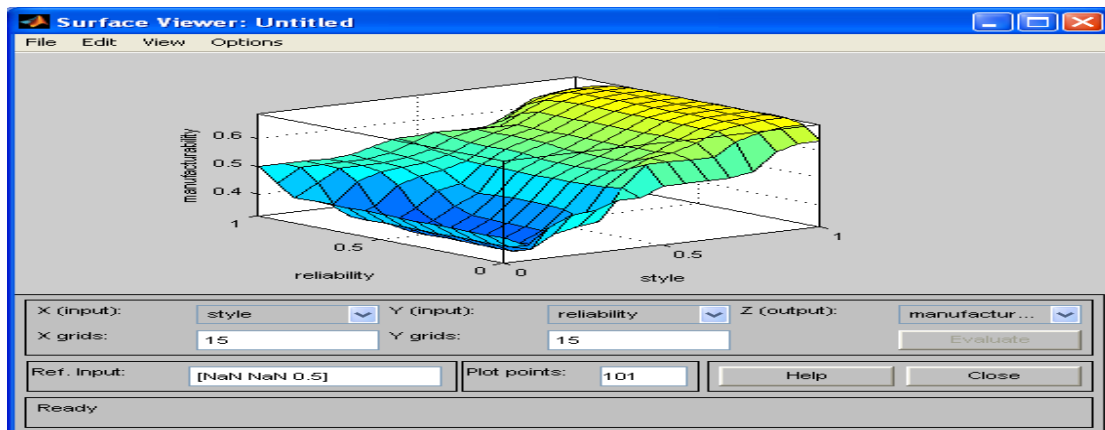 Surface Viewer: Untitled
File Edit View Options
manufacturability
0.6
0.5
0.4
1
0.5
0
reliability
0
0.5
1
style
X (input): style Y (input): reliability Z (output): manufactur...
X grids: 15 Y grids: 15 Evaluate
Ref. Input: [NaN NaN 0.5] Plot points: 101 Help Close
Ready